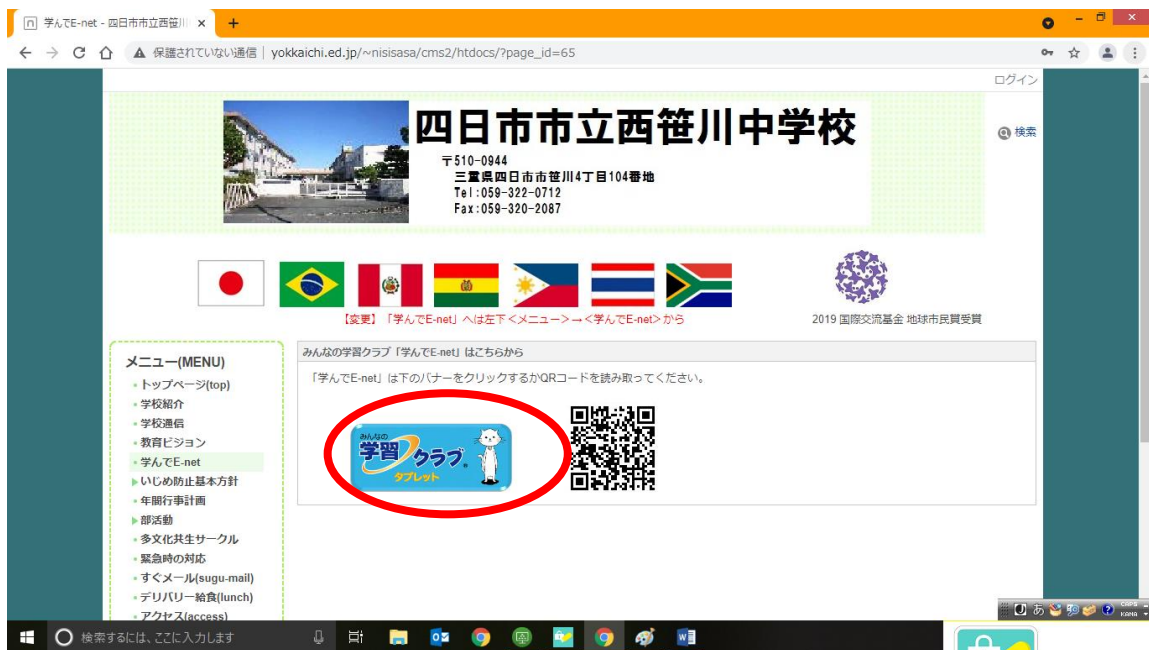 学んでE-net - 四日市市立西笹川
保護されていない通信 | yokkaichi.ed.jp/~nisisasa/cms2/htdocs/?page_id=65
ログイン
四日市市立西笹川中学校
検索
〒510-0944
三重県四日市市笹川4丁目104番地
Tel:059-322-0712
Fax:059-320-2087
【変更】「学んでE-net」へは左下<メニュー>→<学んでE-net>から
2019 国際交流基金 地球市民賞受賞
メニュー(MENU)
トップページ(top)
学校紹介
学校通信
教育ビジョン
学んでE-net
いじめ防止基本方針
年間行事計画
部活動
多文化共生サークル
緊急時の対応
すぐメール(sugu-mail)
デリバリー給食(lunch)
アクセス(access)
みんなの学習クラブ「学んでE-net」はこちらから
「学んでE-net」は下のバナーをクリックするかQRコードを読み取ってください。
みんなの
学習クラブ
タブレット
あ
CAPS
KANA
検索するには、ここに入力します